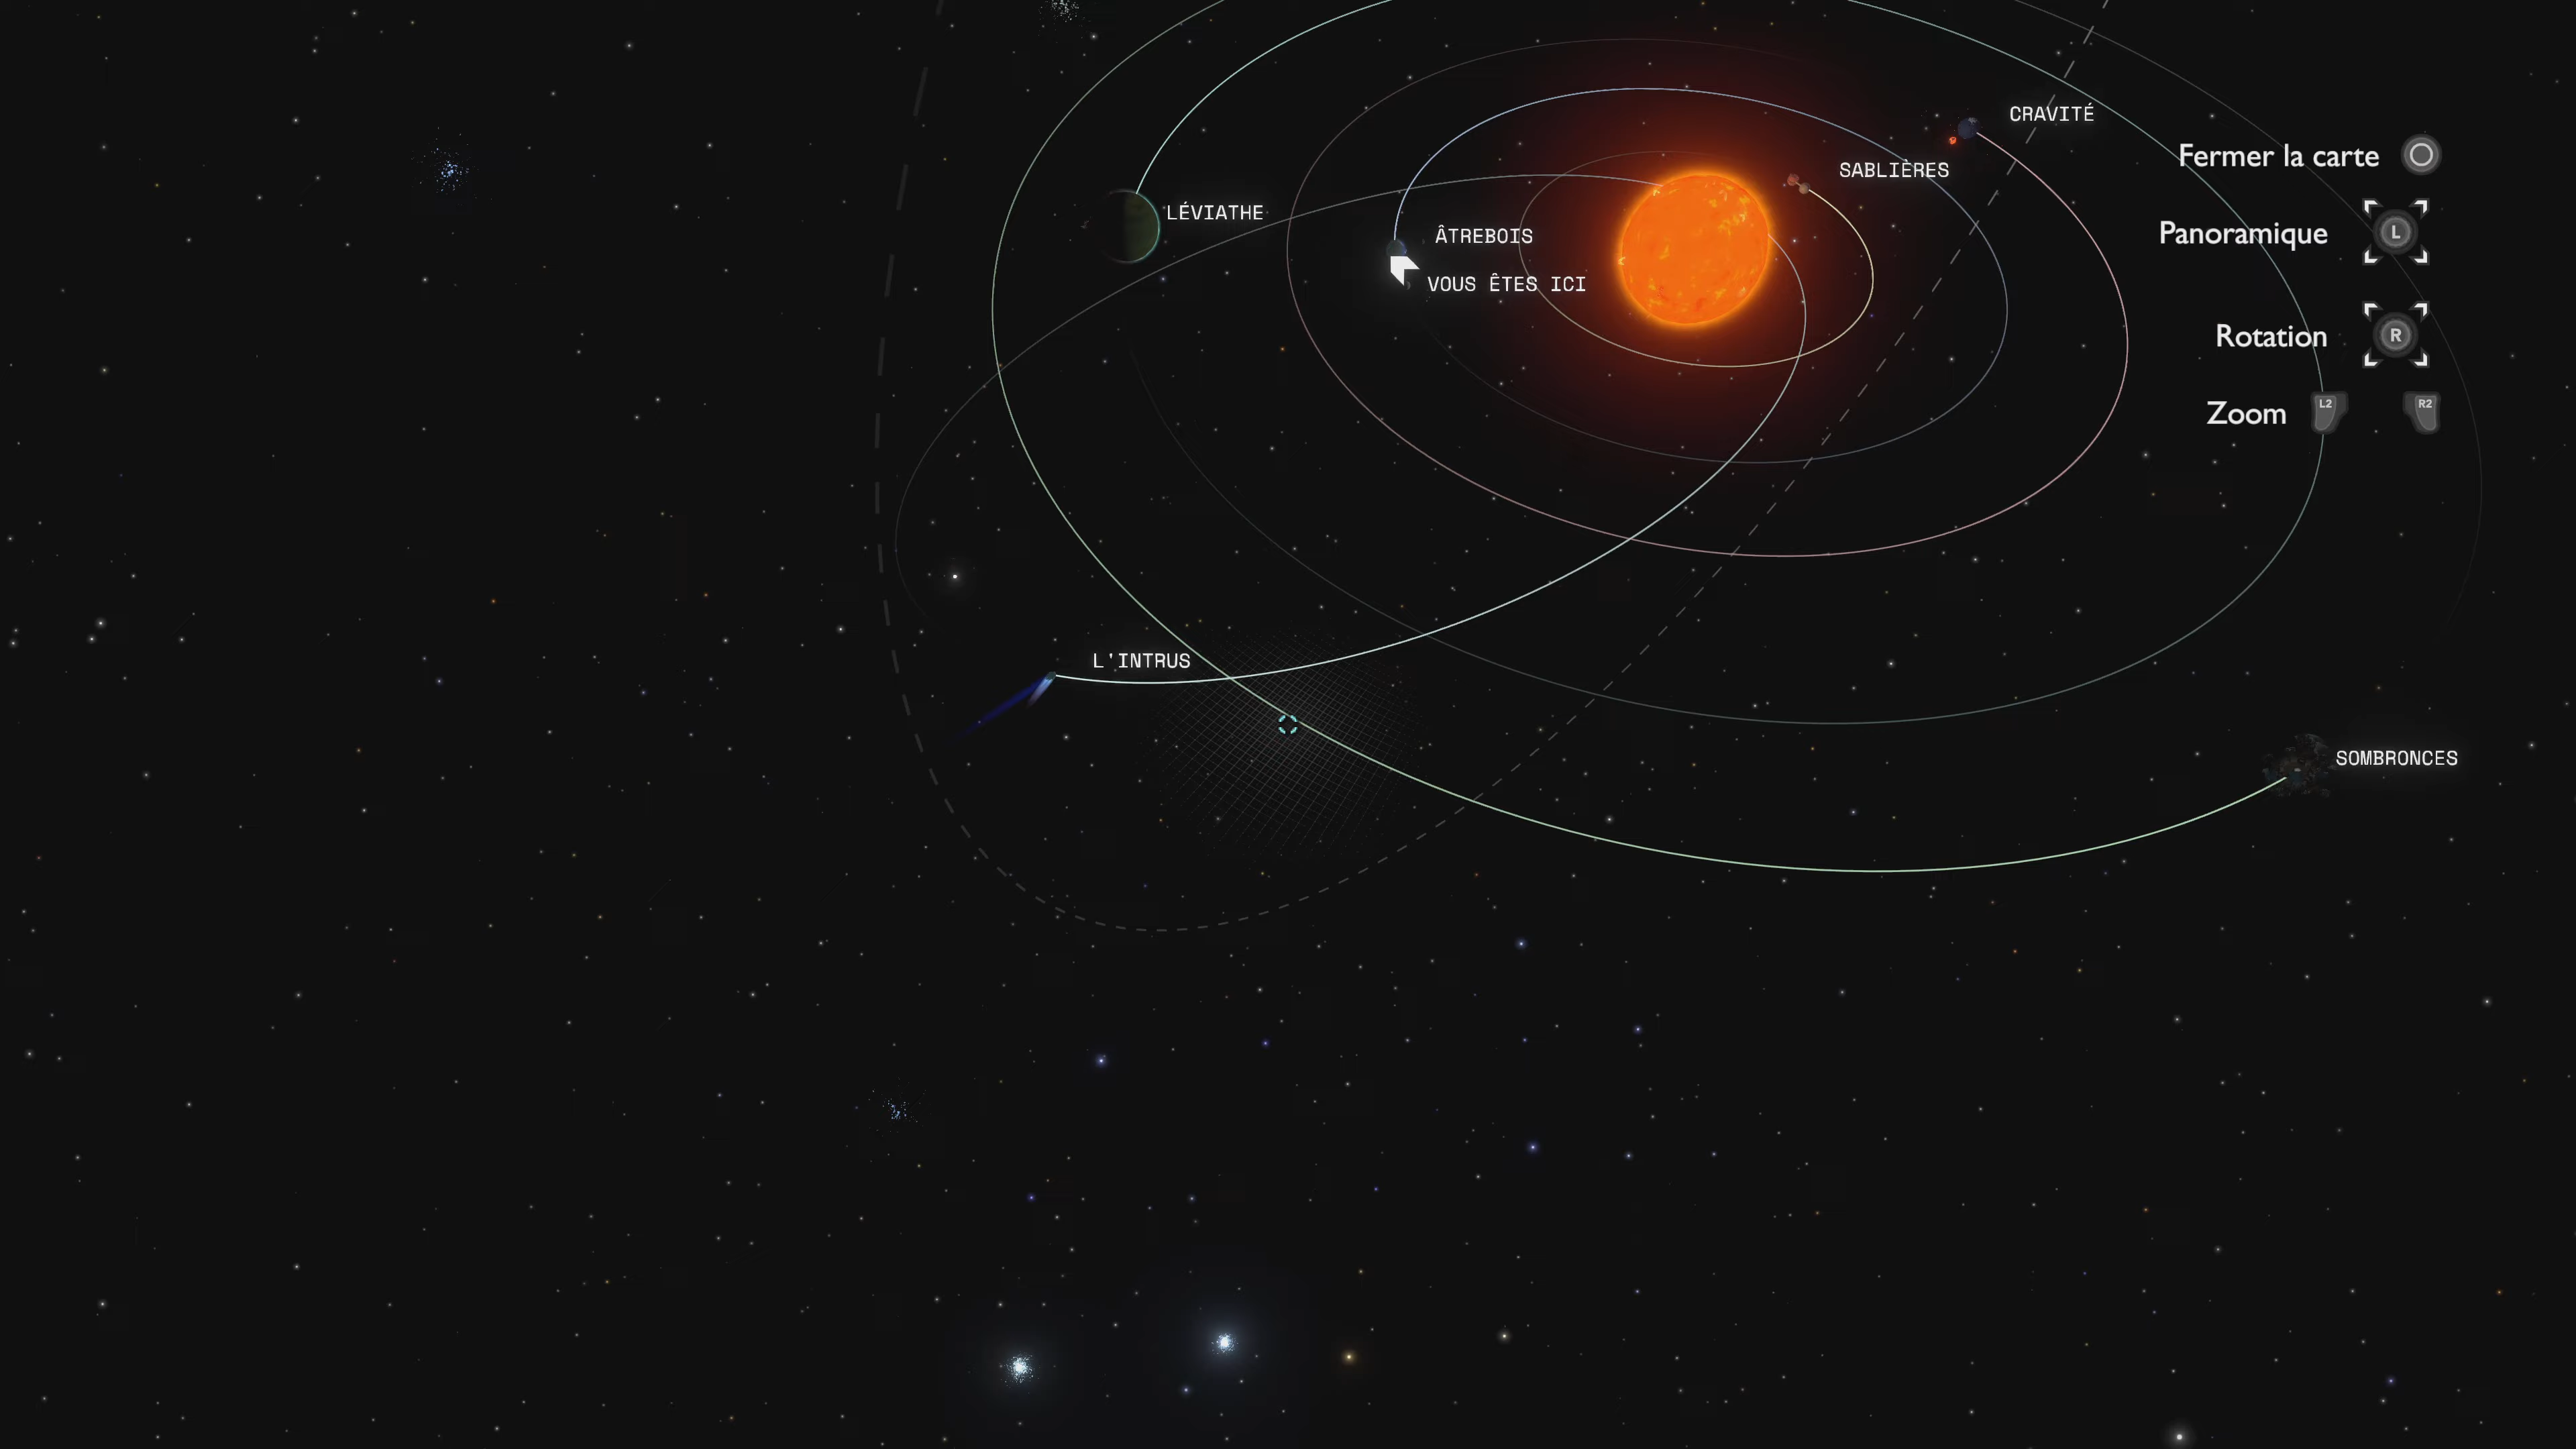 CRAVITÉ
Fermer la carte
SABLIÈRES
LÉVIATHE
ÂTREBOIS
Panoramique L
VOUS ÊTES ICI
Rotation R
Zoom L2 R2
L'INTRUS
SOMBRONCES